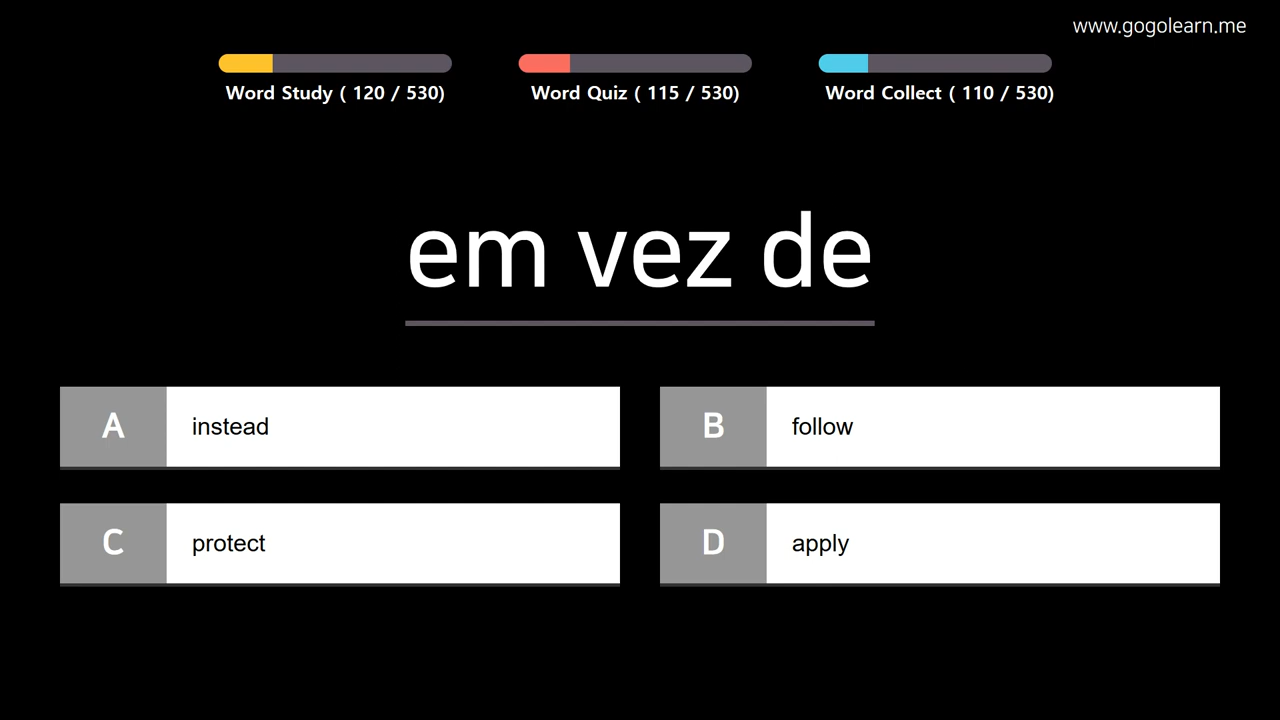 www.gogolearn.me
Word Study ( 120 / 530)
Word Quiz ( 115 / 530)
Word Collect ( 110 / 530)
em vez de
A instead
B follow
C protect
D apply